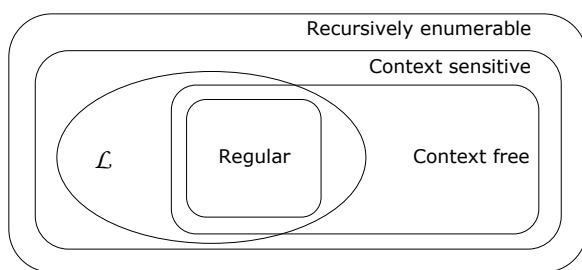 Recursively enumerable
Context sensitive
ℒ
Regular
Context free